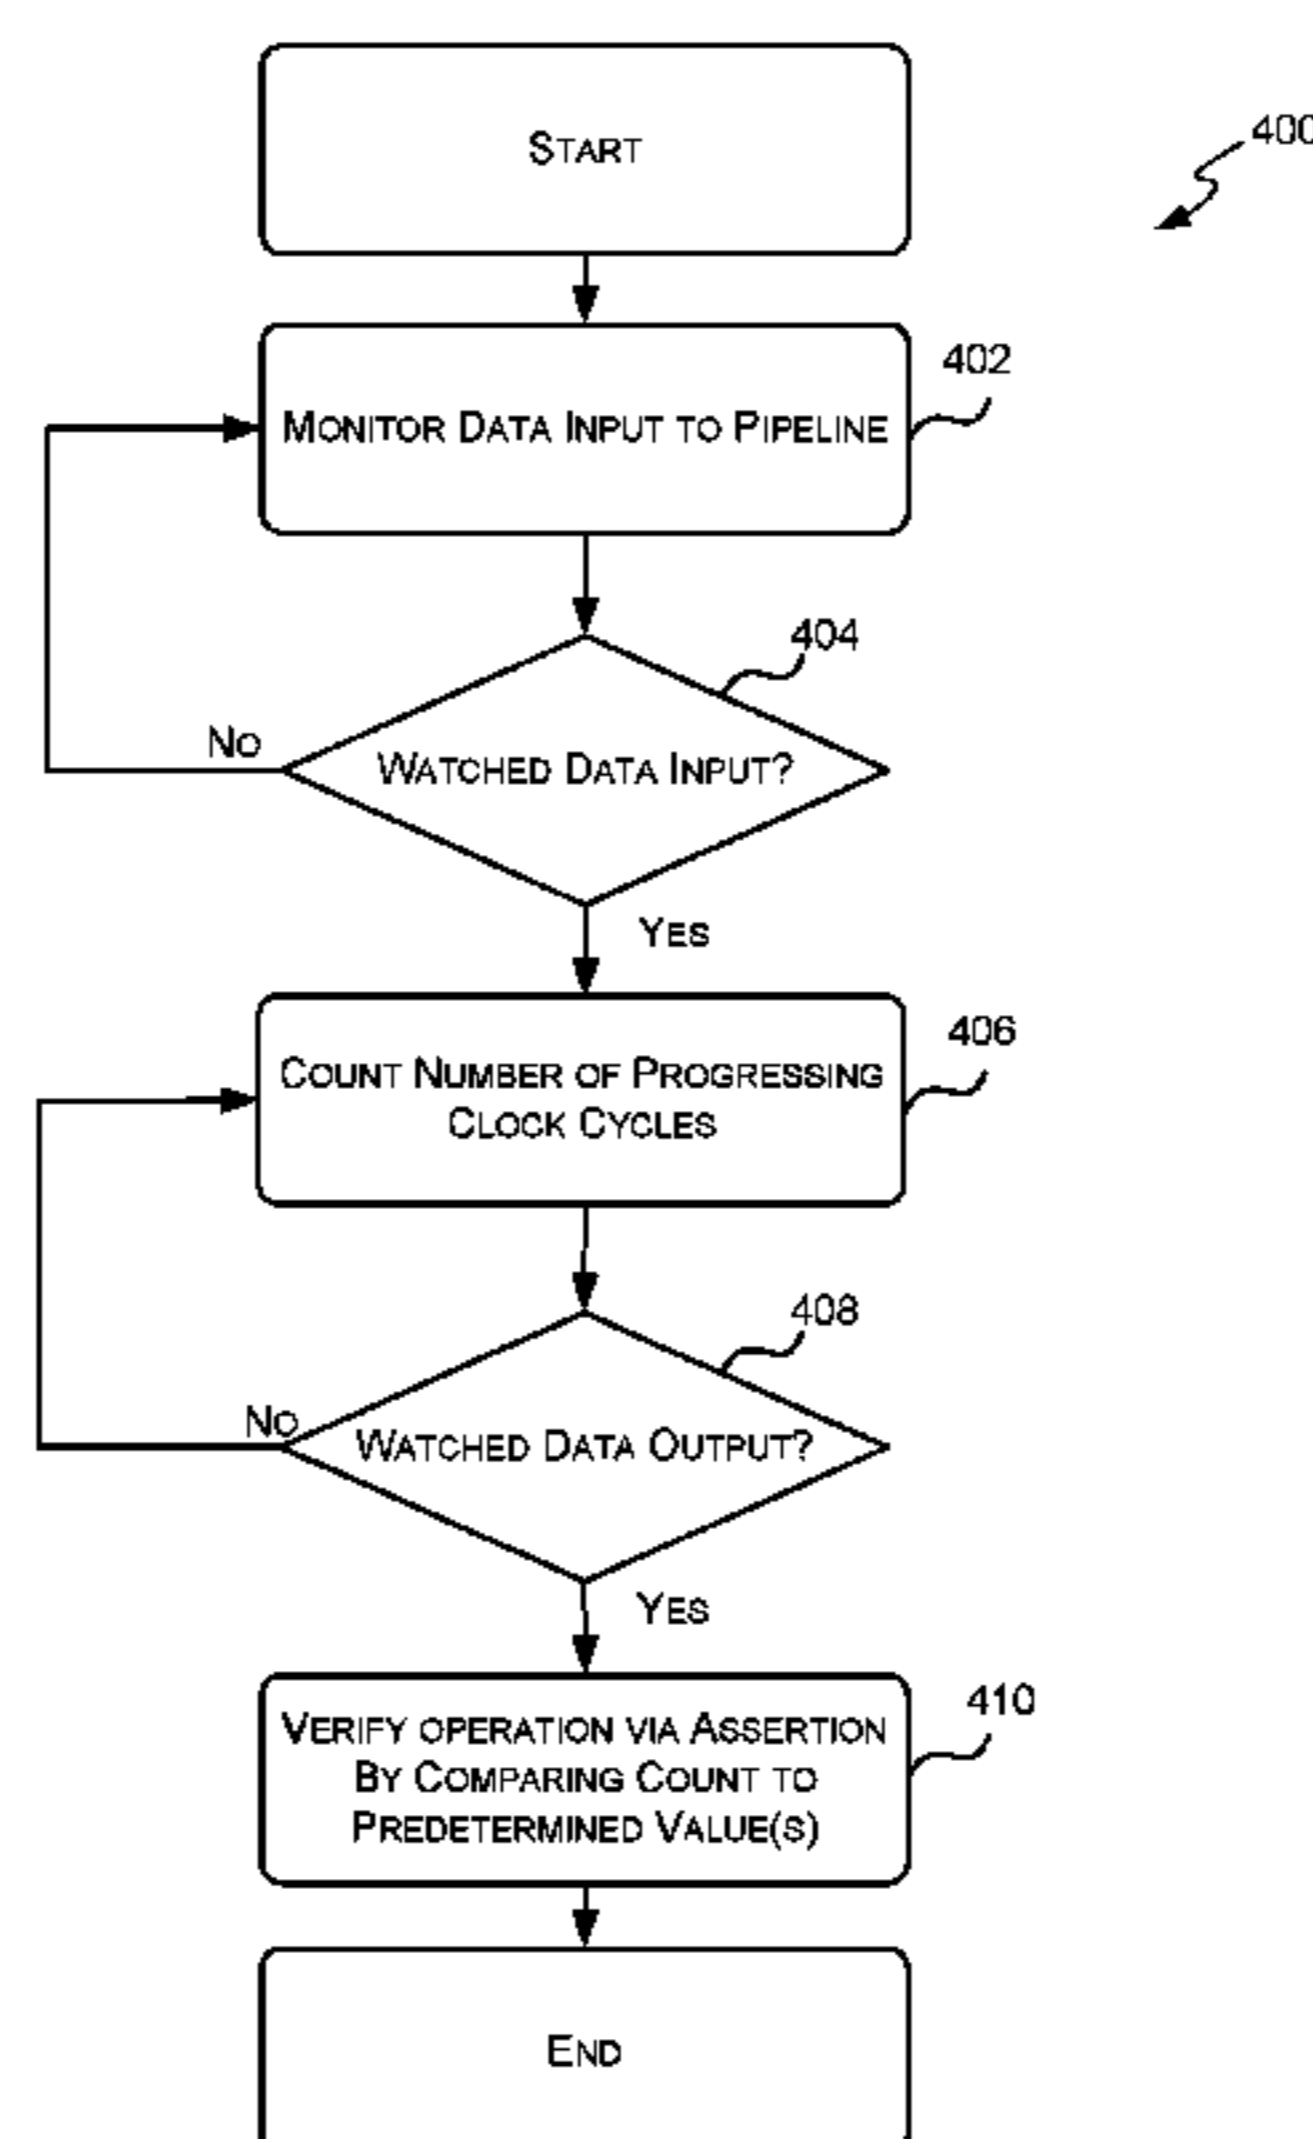 START
400
402
MONITOR DATA INPUT TO PIPELINE
404
NO
WATCHED DATA INPUT?
YES
406
COUNT NUMBER OF PROGRESSING
CLOCK CYCLES
408
NO
WATCHED DATA OUTPUT?
YES
410
VERIFY OPERATION VIA ASSERTION
BY COMPARING COUNT TO
PREDETERMINED VALUE(S)
END